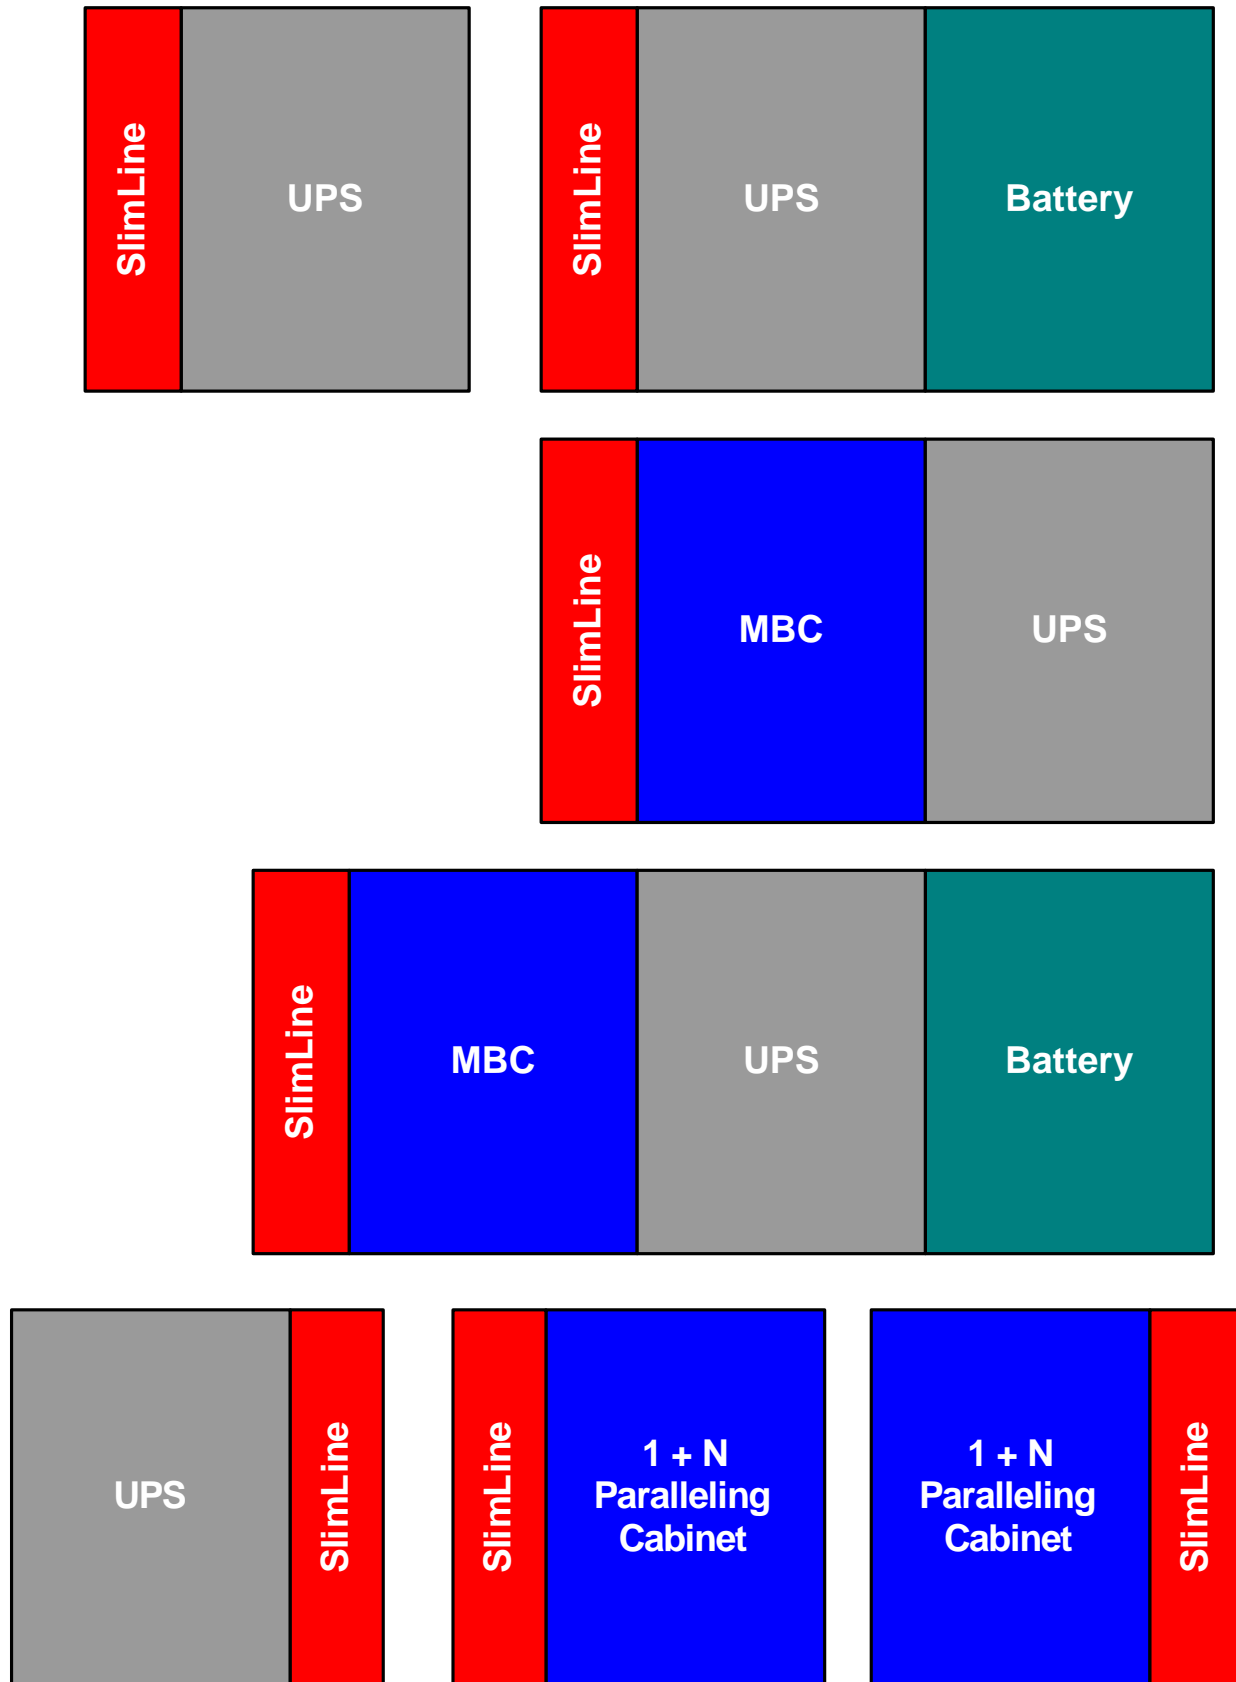 SlimLine
UPS
SlimLine
UPS
Battery
SlimLine
MBC
UPS
SlimLine
MBC
UPS
Battery
UPS
SlimLine
SlimLine
1 + N
Paralleling
Cabinet
1 + N
Paralleling
Cabinet
SlimLine